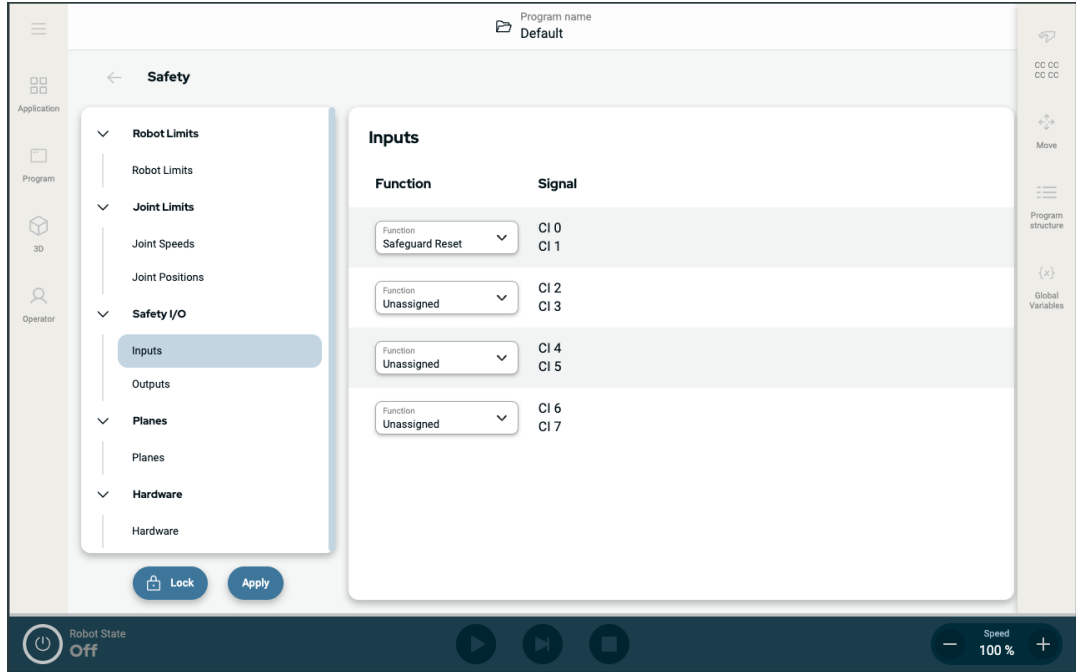 Program name
Default
Application
Program
3D
Operator
Safety
Robot Limits
Robot Limits
Joint Limits
Joint Speeds
Joint Positions
Safety I/O
Inputs
Outputs
Planes
Planes
Hardware
Hardware
Lock
Apply
Inputs
Function Signal
Function
Safeguard Reset
CI 0
CI 1
Function
Unassigned
CI 2
CI 3
Function
Unassigned
CI 4
CI 5
Function
Unassigned
CI 6
CI 7
CC CC
CC CC
Move
Program
structure
{x}
Global
Variables
Robot State
Off
Speed
100 %